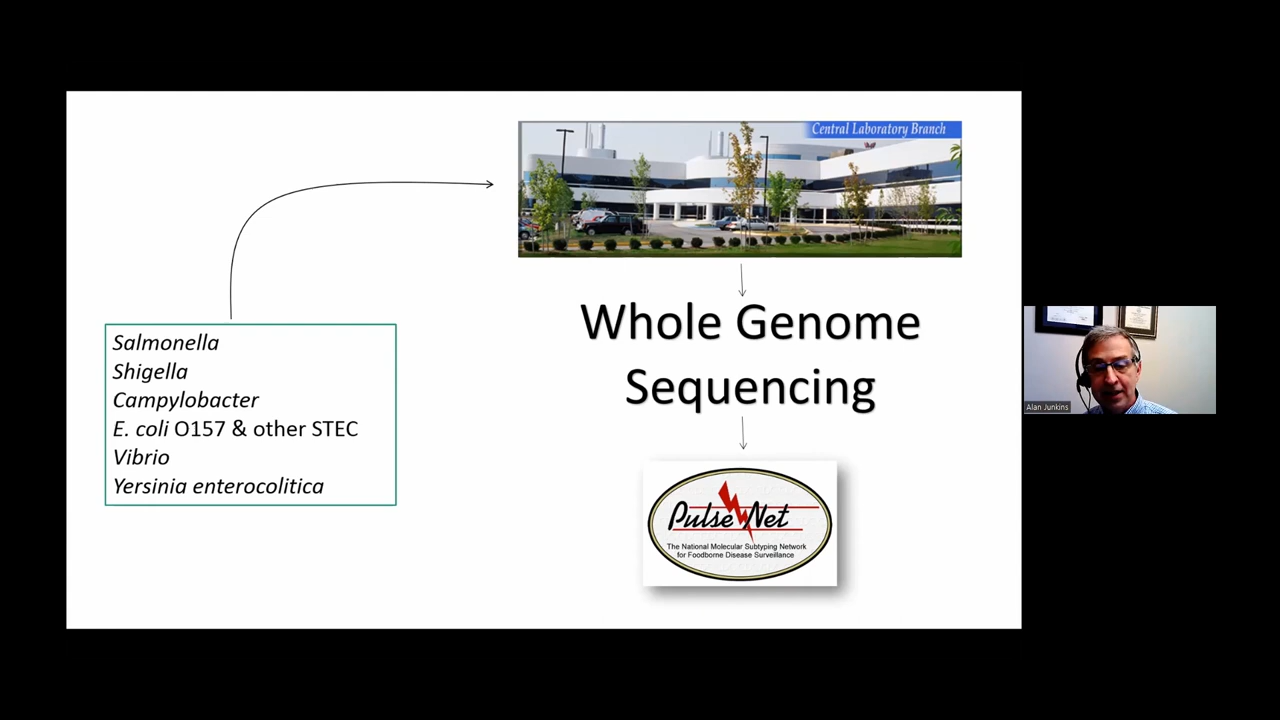 Central Laboratory Branch
Salmonella
Shigella
Campylobacter
E. coli O157 & other STEC
Vibrio
Yersinia enterocolitica
Whole Genome
Sequencing
PulseNet
The National Molecular Subtyping Network
for Foodborne Disease Surveillance
Alan Junkins